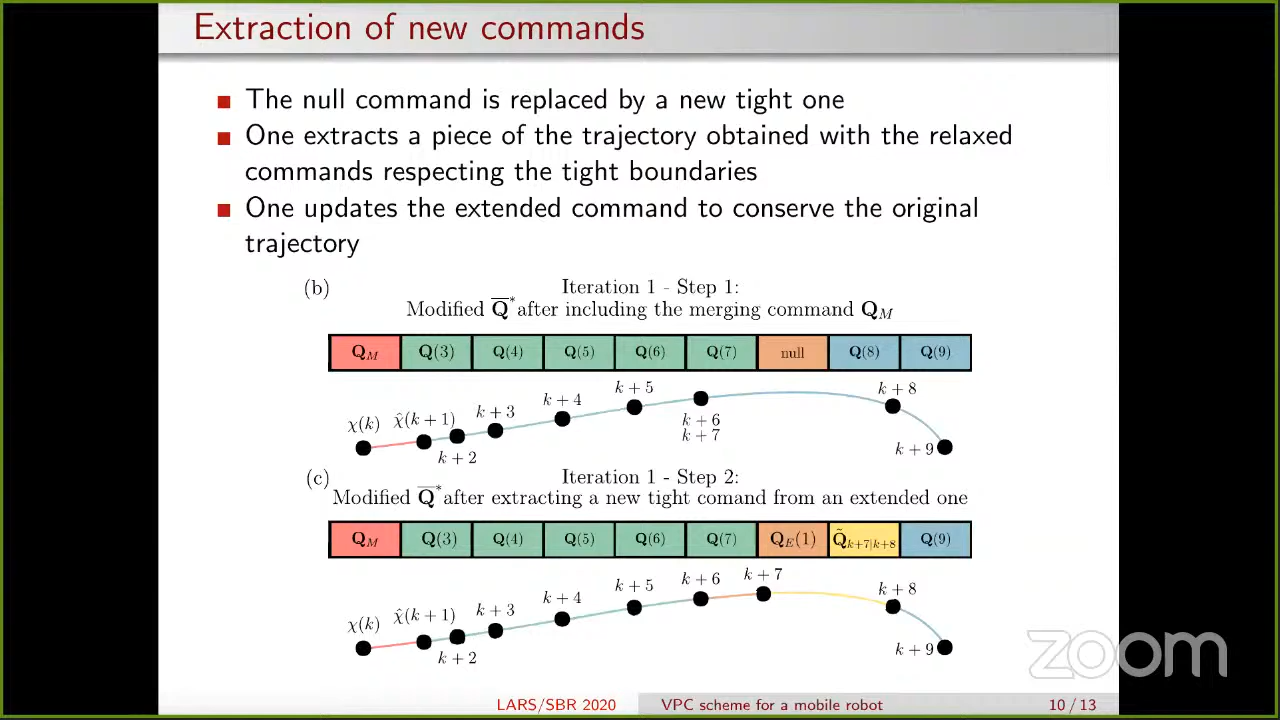 Extraction of new commands
The null command is replaced by a new tight one
One extracts a piece of the trajectory obtained with the relaxed
commands respecting the tight boundaries
One updates the extended command to conserve the original
trajectory
(b)
Iteration 1 - Step 1:
Modified Q̅* after including the merging command Q_M
Q_M Q(3) Q(4) Q(5) Q(6) Q(7) null Q(8) Q(9)
χ(k) χ̂(k+1) k+2 k+3 k+4 k+5 k+6 k+7 k+8 k+9
(c)
Iteration 1 - Step 2:
Modified Q̅* after extracting a new tight comand from an extended one
Q_M Q(3) Q(4) Q(5) Q(6) Q(7) Q_E(1) Q̃_{k+7|k+8} Q(9)
χ(k) χ̂(k+1) k+2 k+3 k+4 k+5 k+6 k+7 k+8 k+9
zoom
LARS/SBR 2020 VPC scheme for a mobile robot 10 / 13